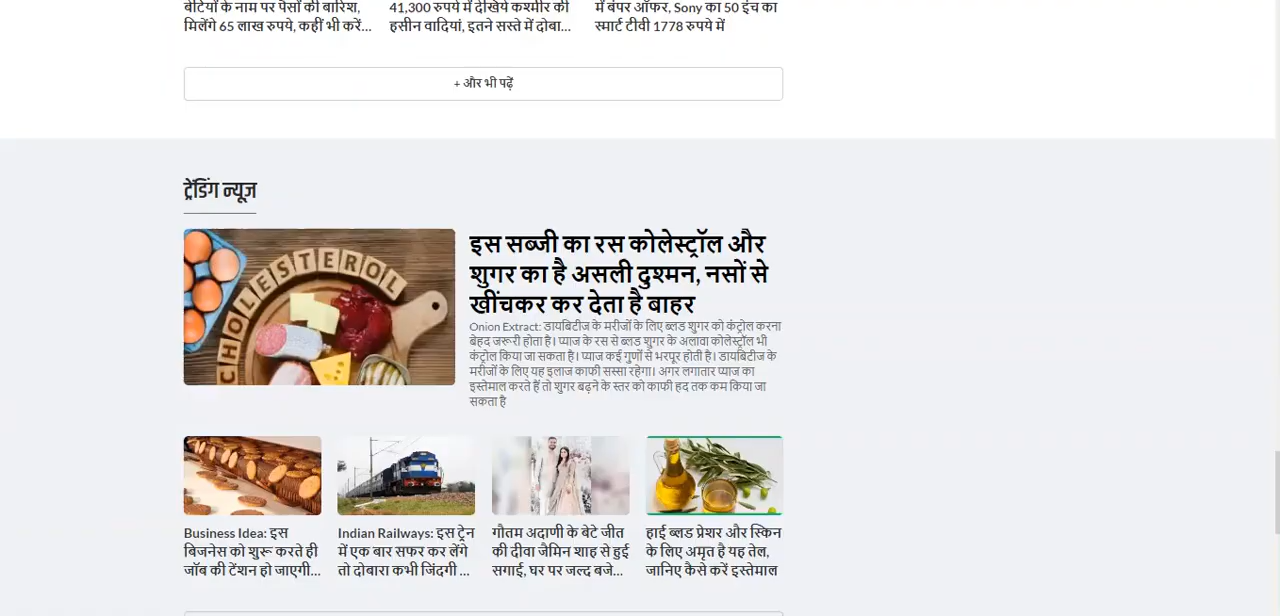 बेटियों के नाम पर पैसों की बारिश,
मिलेंगे 65 लाख रुपये, कहीं भी करें...
41,300 रुपये में देखिये कश्मीर की
हसीन वादियां, इतने सस्ते में दोबा...
में बंपर ऑफर, Sony का 50 इंच का
स्मार्ट टीवी 1778 रुपये में
+ और भी पढ़ें
ट्रेंडिंग न्यूज़
CHOLESTEROL
इस सब्जी का रस कोलेस्ट्रॉल और
शुगर का है असली दुश्मन, नसों से
खींचकर कर देता है बाहर
Onion Extract: डायबिटीज के मरीजों के लिए ब्लड शुगर को कंट्रोल करना
बेहद जरूरी होता है। प्याज के रस से ब्लड शुगर के अलावा कोलेस्ट्रॉल भी
कंट्रोल किया जा सकता है। प्याज कई गुणों से भरपूर होती है। डायबिटीज के
मरीजों के लिए यह इलाज काफी सस्ता रहेगा। अगर लगातार प्याज का
इस्तेमाल करते हैं तो शुगर बढ़ने के स्तर को काफी हद तक कम किया जा
सकता है
Business Idea: इस
बिजनेस को शुरू करते ही
जॉब की टेंशन हो जाएगी...
Indian Railways: इस ट्रेन
में एक बार सफर कर लेंगे
तो दोबारा कभी जिंदगी ...
गौतम अदाणी के बेटे जीत
की दीवा जैमिन शाह से हुई
सगाई, घर पर जल्द बजे...
हाई ब्लड प्रेशर और स्किन
के लिए अमृत है यह तेल,
जानिए कैसे करें इस्तेमाल